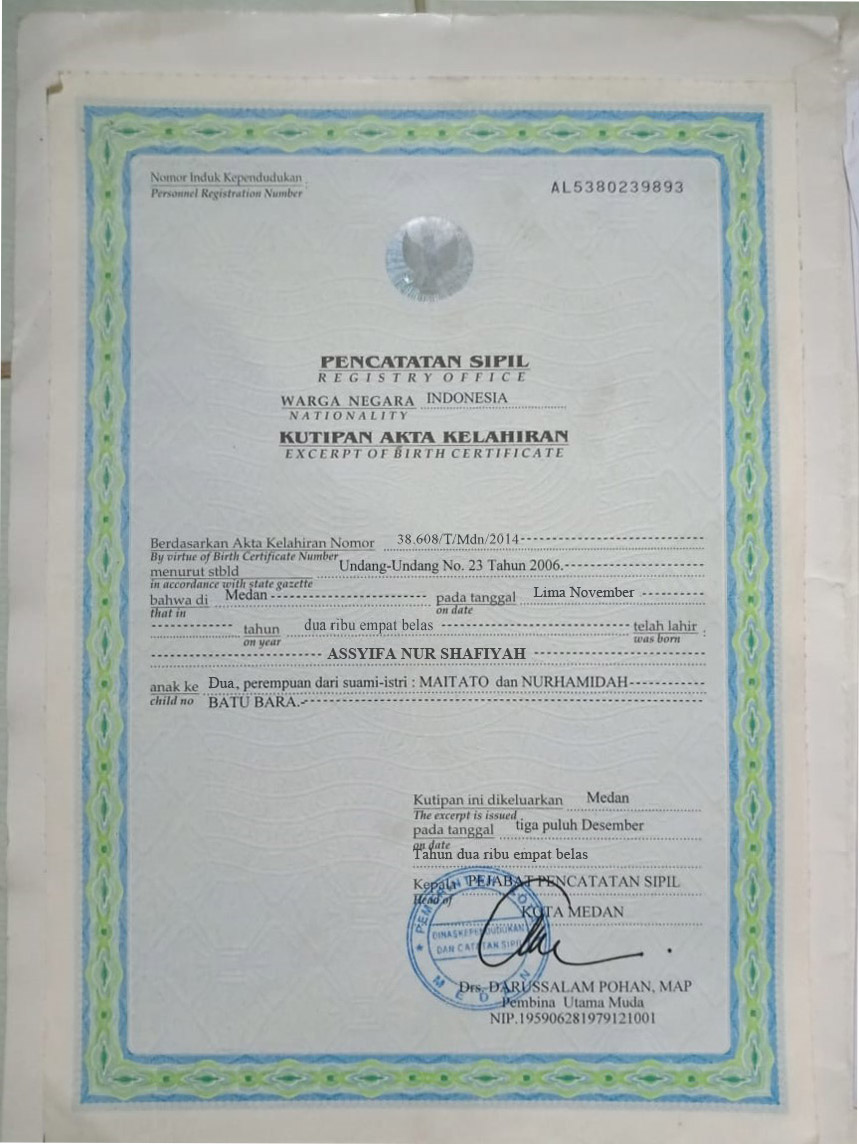 Nomor Induk Kependudukan :
Personnel Registration Number
AL5380239893
PENCATATAN SIPIL
REGISTRY OFFICE
WARGA NEGARA INDONESIA
NATIONALITY
KUTIPAN AKTA KELAHIRAN
EXCERPT OF BIRTH CERTIFICATE
Berdasarkan Akta Kelahiran Nomor 38.608/T/Mdn/2014
By virtue of Birth Certificate Number
menurut stbld Undang-Undang No. 23 Tahun 2006.
in accordance with state gazette
bahwa di Medan pada tanggal Lima November
that in on date
tahun dua ribu empat belas telah lahir :
on year was born
ASSYIFA NUR SHAFIYAH
anak ke Dua, perempuan dari suami-istri : MAITATO dan NURHAMIDAH
child no BATU BARA.-
Kutipan ini dikeluarkan Medan
The excerpt is issued
pada tanggal tiga puluh Desember
on date
Tahun dua ribu empat belas
Kepala PEJABAT PENCATATAN SIPIL
Head of
KOTA MEDAN
DINAS KEPENDUDUKAN
DAN CATATAN SIPIL
MEDAN
Drs. DARUSSALAM POHAN, MAP
Pembina Utama Muda
NIP.195906281979121001